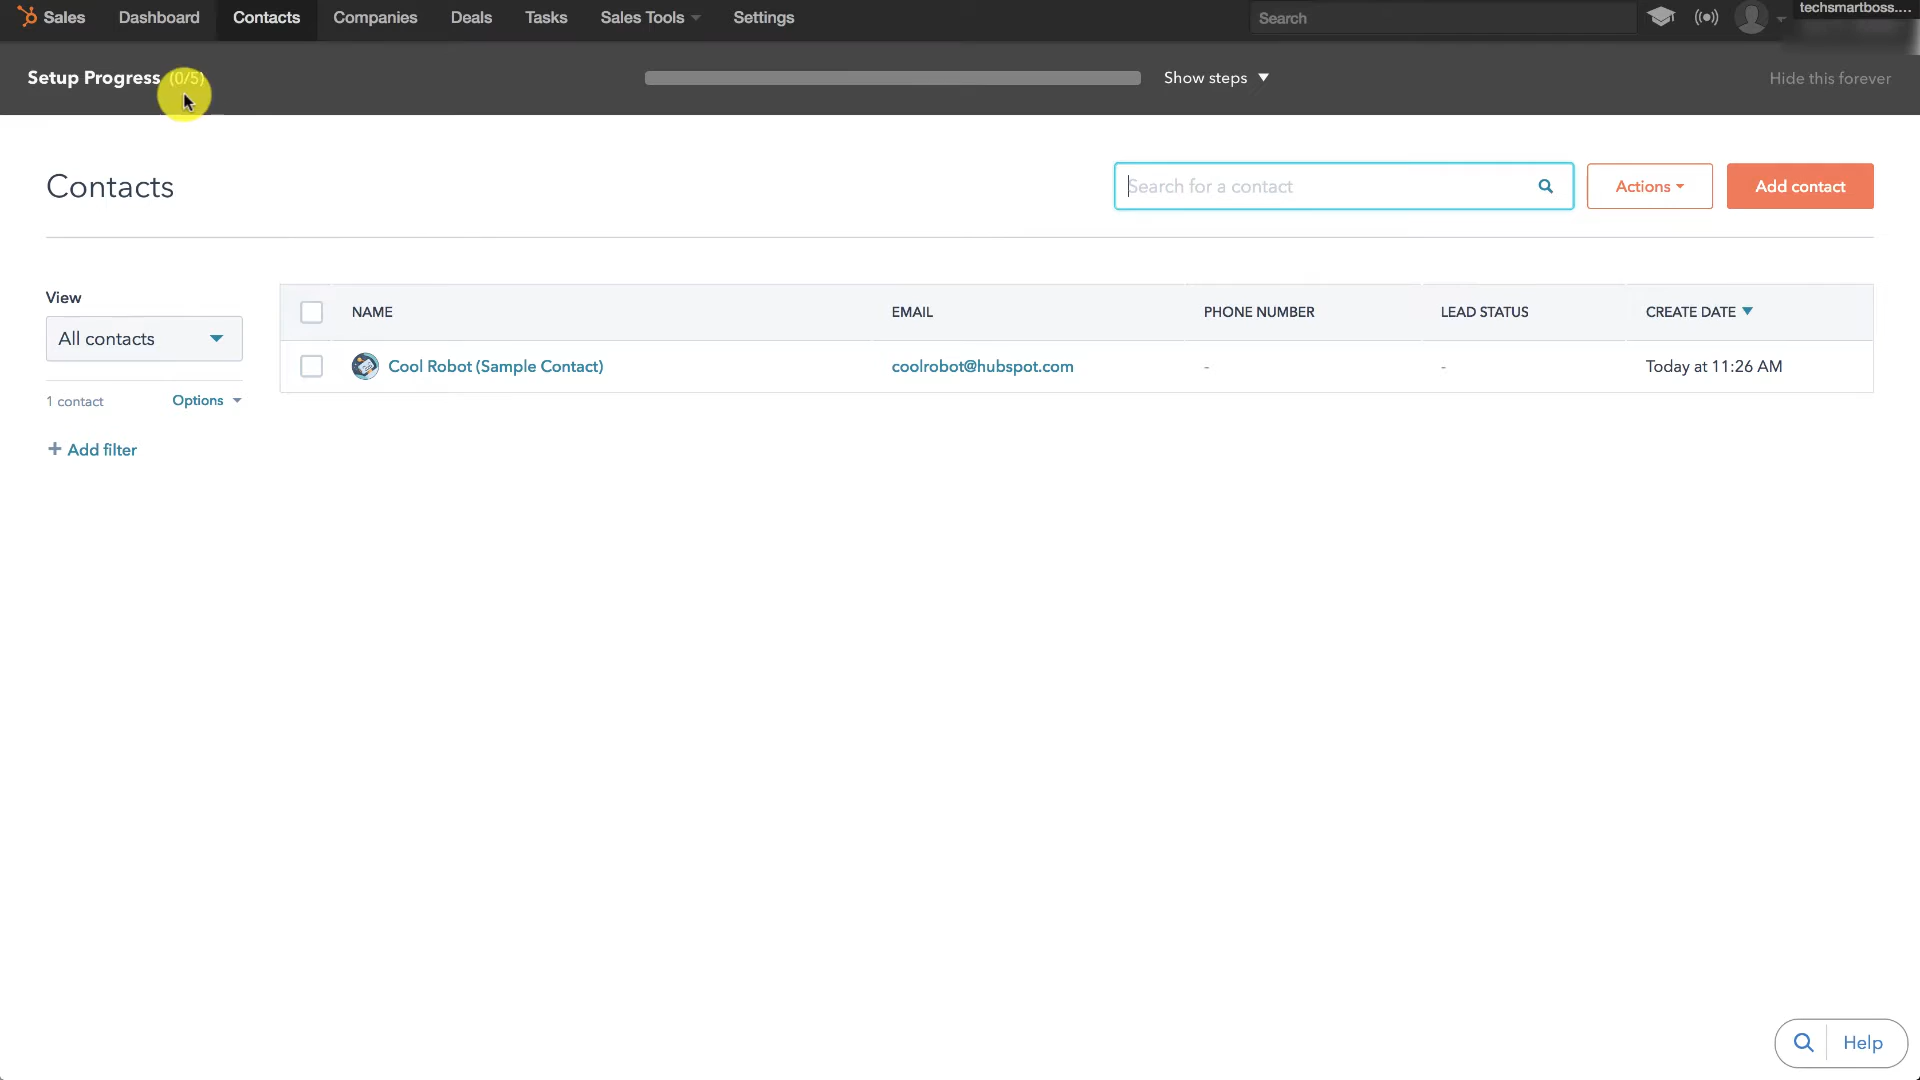 Sales Dashboard Contacts Companies Deals Tasks Sales Tools Settings Search techsmartboss....
Setup Progress (0/5) Show steps Hide this forever
Contacts Search for a contact Actions Add contact
View
All contacts
1 contact Options
+ Add filter
NAME EMAIL PHONE NUMBER LEAD STATUS CREATE DATE
Cool Robot (Sample Contact) coolrobot@hubspot.com - - Today at 11:26 AM
Help